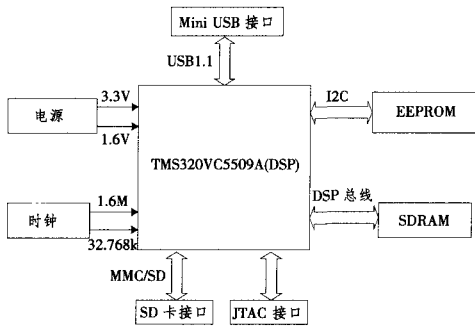 Mini USB 接口
USB1.1
电源
3.3V
1.6V
I2C
EEPROM
TMS320VC5509A(DSP)
时钟
1.6M
32.768k
DSP 总线
SDRAM
MMC/SD
SD 卡接口
JTAC 接口